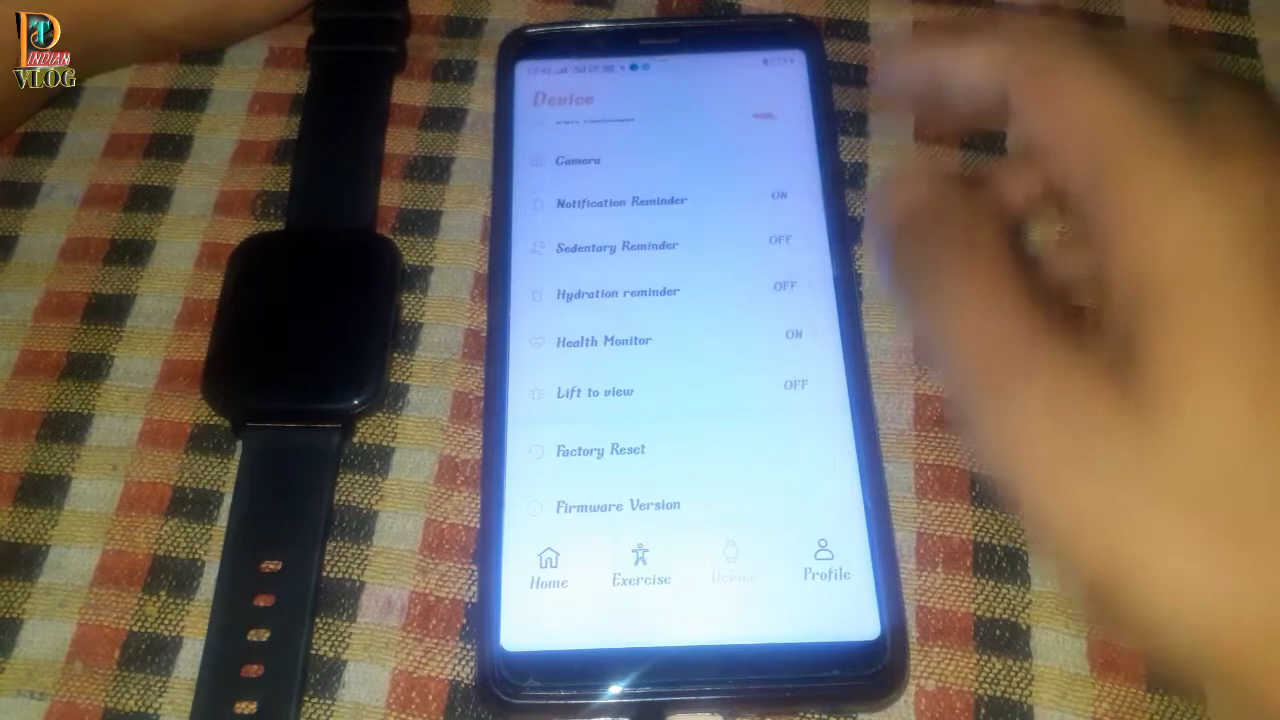 PT
INDIAN
VLOG
Device
Camera
Notification Reminder ON
Sedentary Reminder OFF
Hydration reminder OFF
Health Monitor ON
Lift to view OFF
Factory Reset
Firmware Version
Home Exercise Device Profile